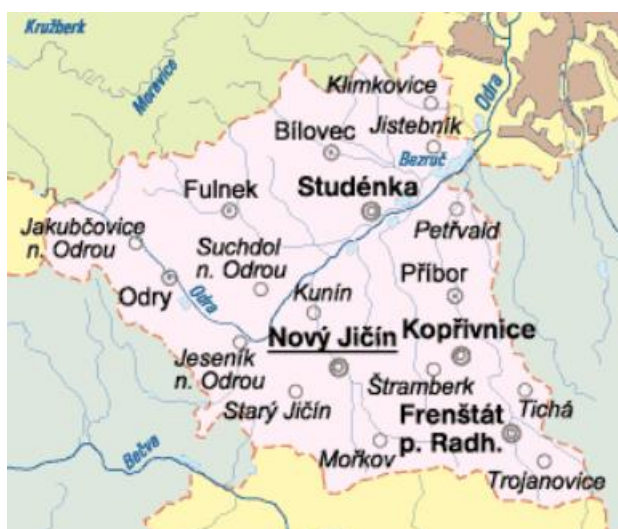 Kružberk
Moravice
Klimkovice
Odra
Jistebník
Bílovec
Bezruč
Studénka
Fulnek
Petřvald
Jakubčovice
n. Odrou
Suchdol
n. Odrou
Příbor
Odry
Odra
Kunín
Nový Jičín
Kopřivnice
Jeseník
n. Odrou
Štramberk
Starý Jičín
Tichá
Frenštát
p. Radh.
Bečva
Mořkov
Trojanovice